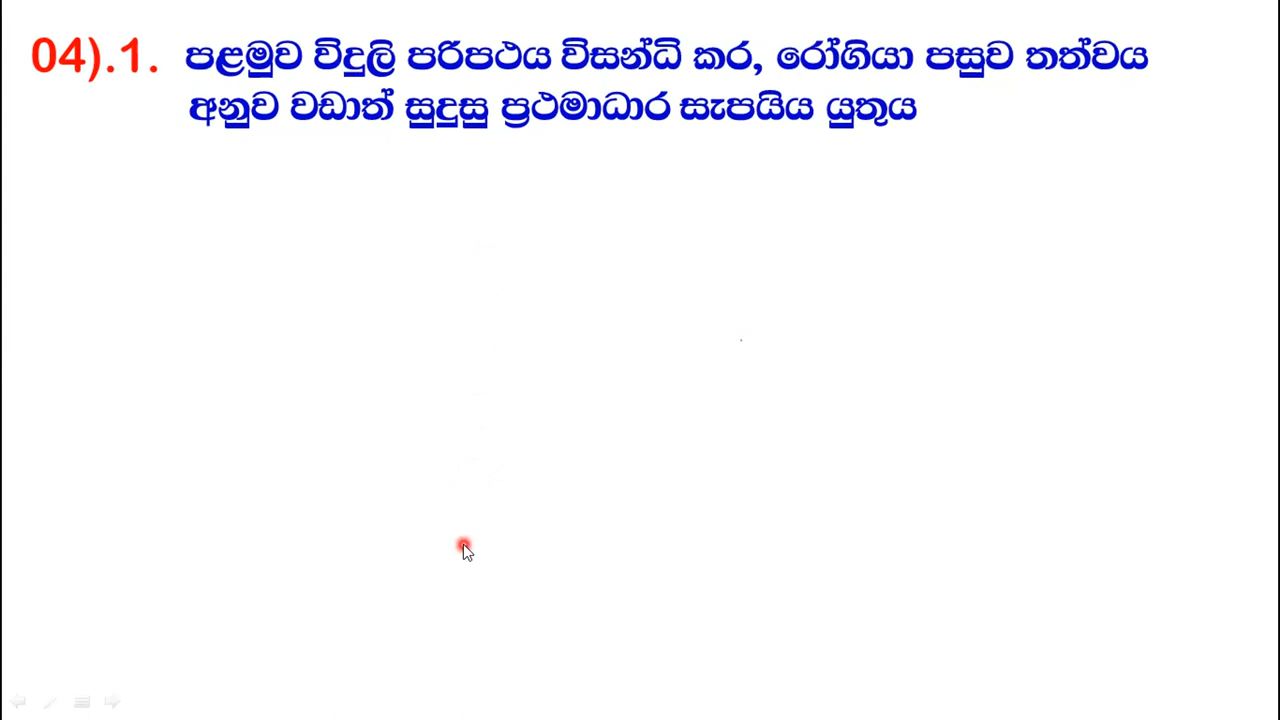 04).1. පළමුව විදුලි පරිපථය විසන්ධි කර, රෝගියා පසුව තත්වය
අනුව වඩාත් සුදුසු ප්‍රථමාධාර සැපයිය යුතුය